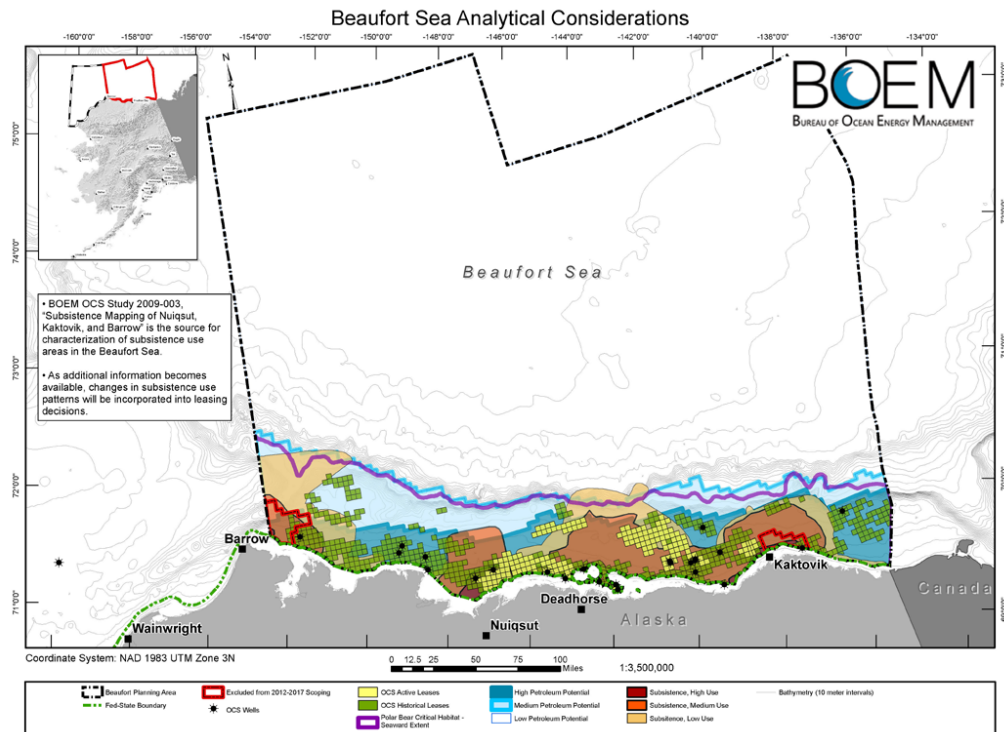 Beaufort Sea Analytical Considerations
-160°0'0" -158°0'0" -156°0'0" -154°0'0" -152°0'0" -150°0'0" -148°0'0" -146°0'0" -144°0'0" -142°0'0" -140°0'0" -138°0'0" -136°0'0" -134°0'0"
N
BOEM
BUREAU OF OCEAN ENERGY MANAGEMENT
75°0'0"
74°0'0"
73°0'0"
72°0'0"
71°0'0"
Beaufort Sea
• BOEM OCS Study 2009-003,
"Subsistence Mapping of Nuiqsut,
Kaktovik, and Barrow" is the source for
characterization of subsistence use
areas in the Beaufort Sea.
• As additional information becomes
available, changes in subsistence use
patterns will be incorporated into leasing
decisions.
Barrow
Kaktovik
Canada
Deadhorse
Alaska
Wainwright
Nuiqsut
Coordinate System: NAD 1983 UTM Zone 3N
0 12.5 25 50 75 100
Miles
1:3,500,000
Beaufort Planning Area
Fed-State Boundary
Excluded from 2012-2017 Scoping
OCS Wells
OCS Active Leases
OCS Historical Leases
Polar Bear Critical Habitat -
Seaward Extent
High Petroleum Potential
Medium Petroleum Potential
Low Petroleum Potential
Subsistence, High Use
Subsistence, Medium Use
Subsitence, Low Use
Bathymetry (10 meter intervals)